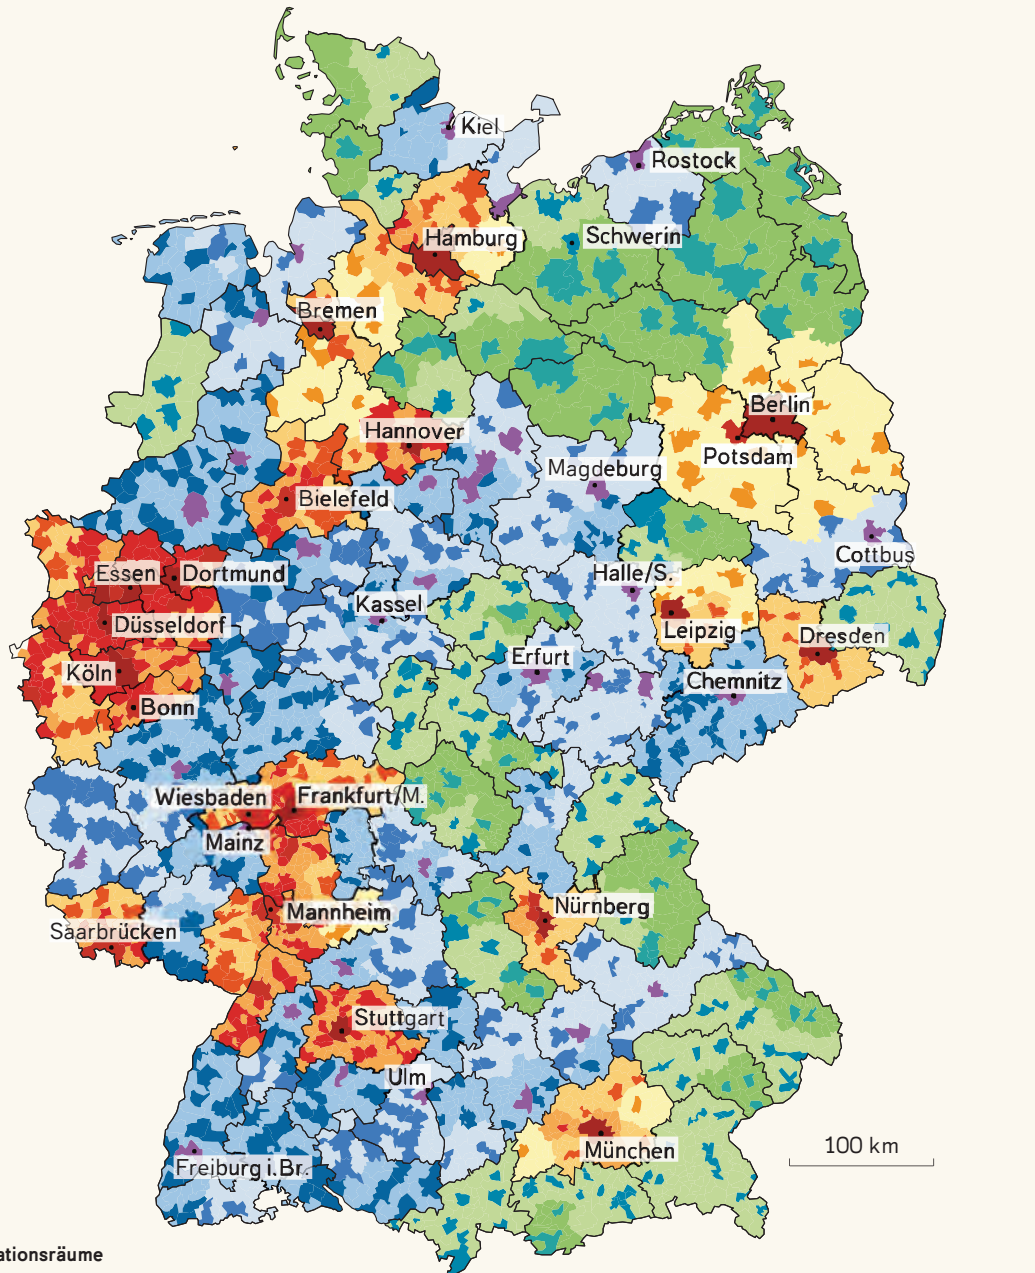 Kiel
Rostock
Schwerin
Hamburg
Bremen
Berlin
Hannover
Potsdam
Magdeburg
Bielefeld
Cottbus
Essen
Dortmund
Halle/S.
Kassel
Düsseldorf
Leipzig
Dresden
Erfurt
Köln
Chemnitz
Bonn
Wiesbaden
Frankfurt/M.
Mainz
Mannheim
Nürnberg
Saarbrücken
Stuttgart
Ulm
München
100 km
Freiburg i.Br.
ationsräume